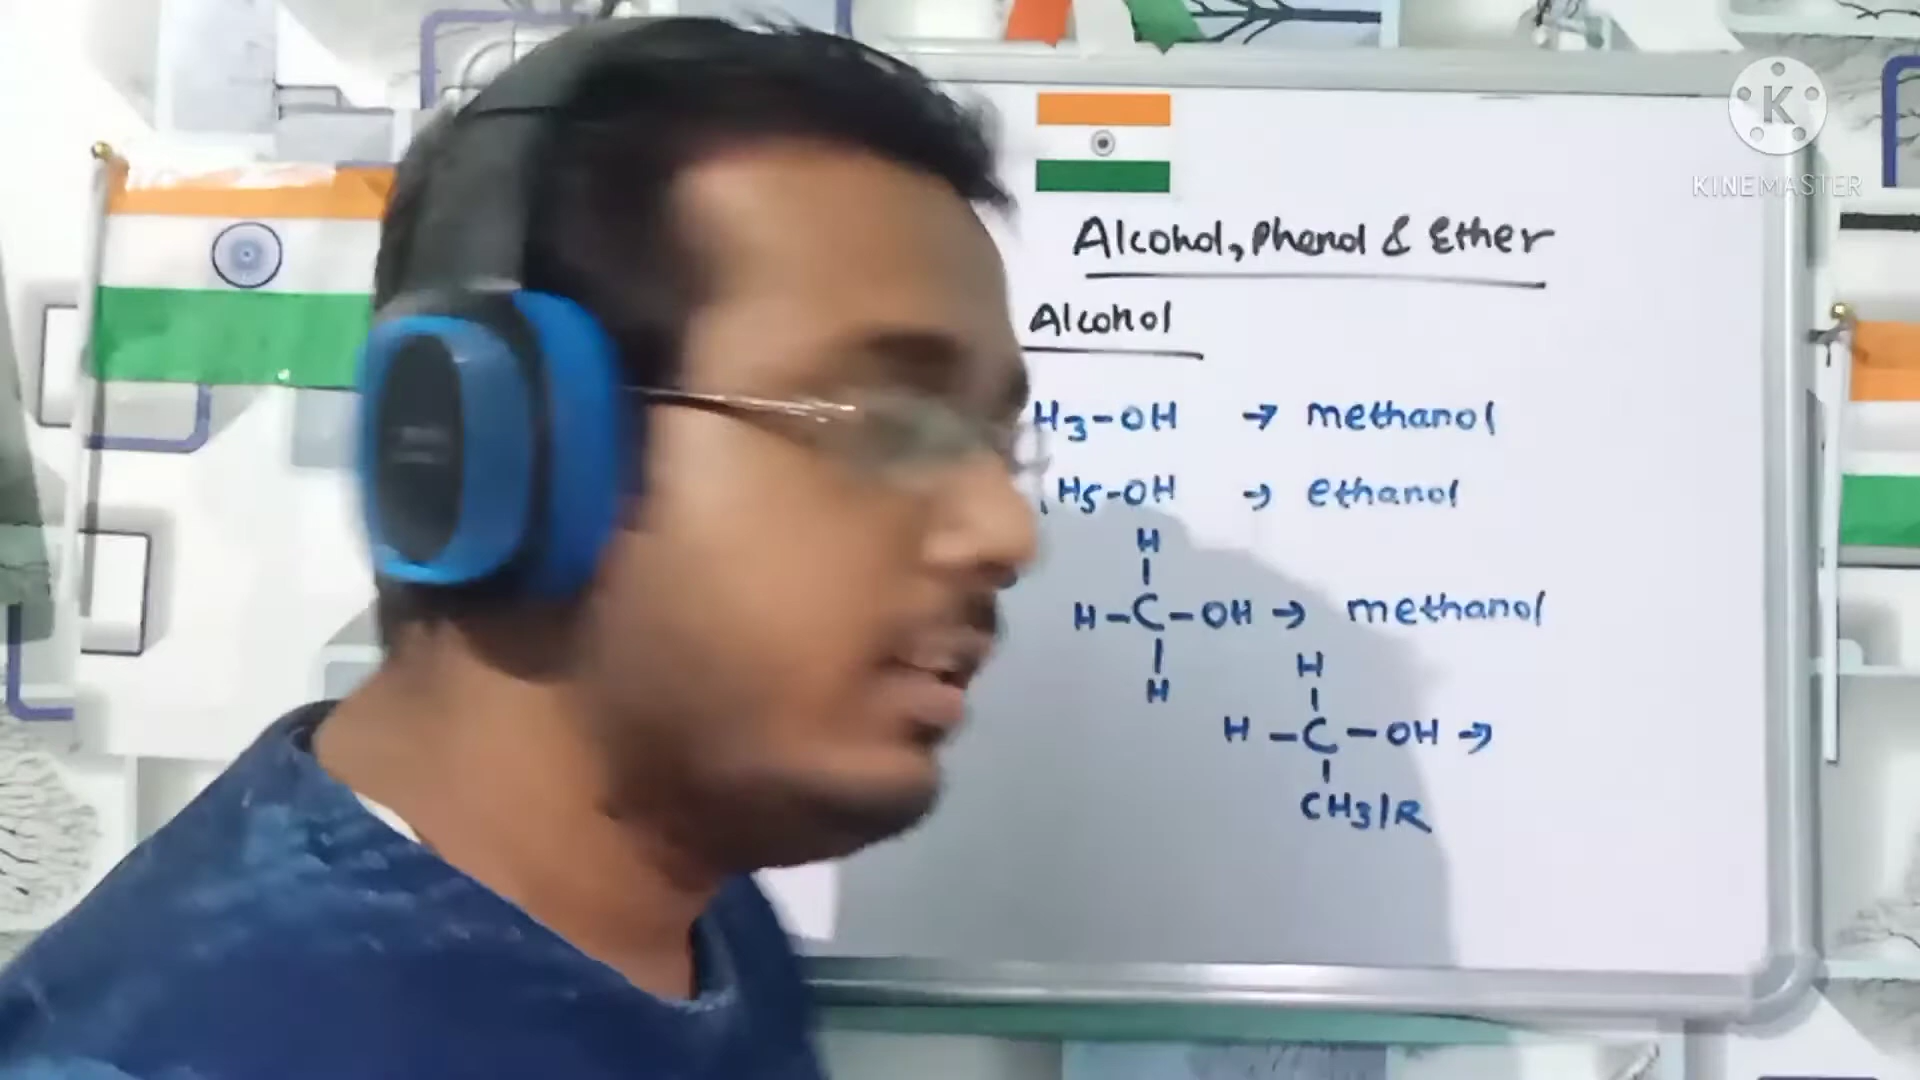 K
KINEMASTER
Alcohol, Phenol & Ether
Alcohol
H3-OH → methanol
H5-OH → ethanol
H
H-C-OH → methanol
H
H
H-C-OH →
CH3/R